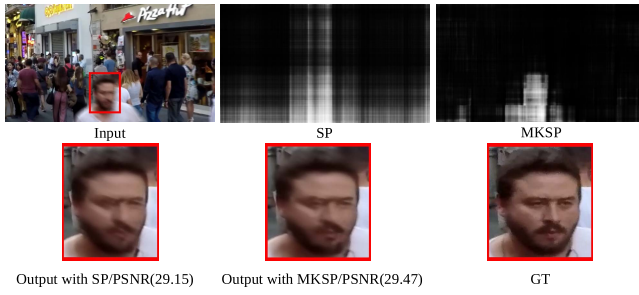 Pizza Hut
Input
SP
MKSP
Output with SP/PSNR(29.15)
Output with MKSP/PSNR(29.47)
GT